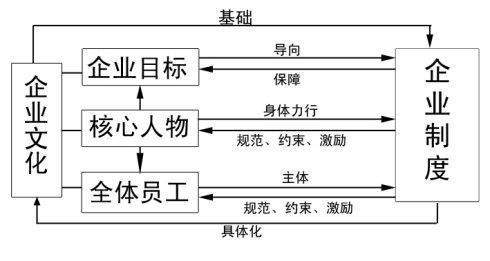 基础
企业文化
企业目标
导向
保障
企业制度
核心人物
身体力行
规范、约束、激励
全体员工
主体
规范、约束、激励
具体化